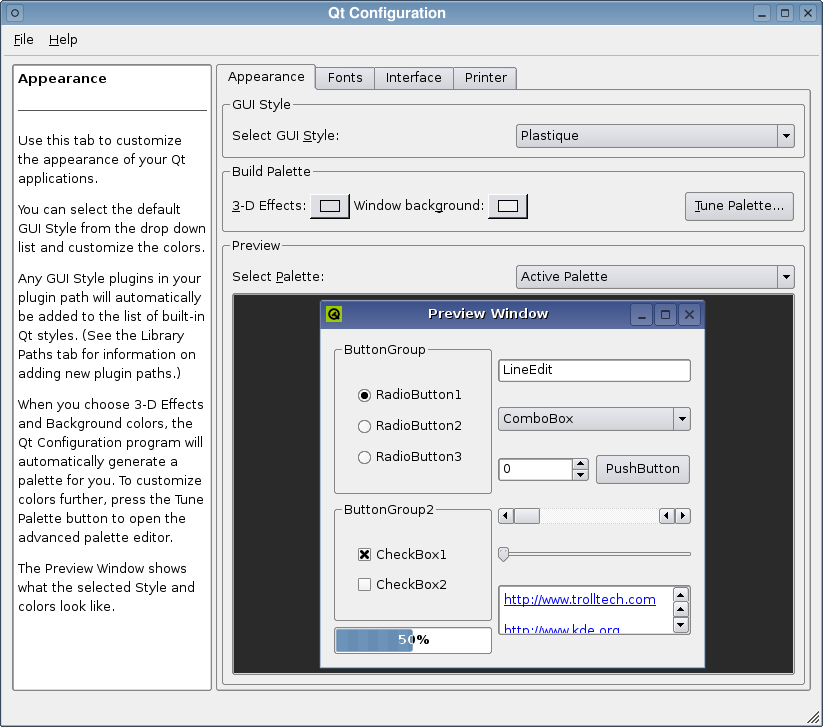 Qt Configuration
File Help
Appearance
Use this tab to customize
the appearance of your Qt
applications.
You can select the default
GUI Style from the drop down
list and customize the colors.
Any GUI Style plugins in your
plugin path will automatically
be added to the list of built-in
Qt styles. (See the Library
Paths tab for information on
adding new plugin paths.)
When you choose 3-D Effects
and Background colors, the
Qt Configuration program will
automatically generate a
palette for you. To customize
colors further, press the Tune
Palette button to open the
advanced palette editor.
The Preview Window shows
what the selected Style and
colors look like.
Appearance Fonts Interface Printer
GUI Style
Select GUI Style: Plastique
Build Palette
3-D Effects: Window background: Tune Palette...
Preview
Select Palette: Active Palette
Preview Window
ButtonGroup
RadioButton1
RadioButton2
RadioButton3
ButtonGroup2
CheckBox1
CheckBox2
50%
LineEdit
ComboBox
0 PushButton
http://www.trolltech.com
http://www.kde.org